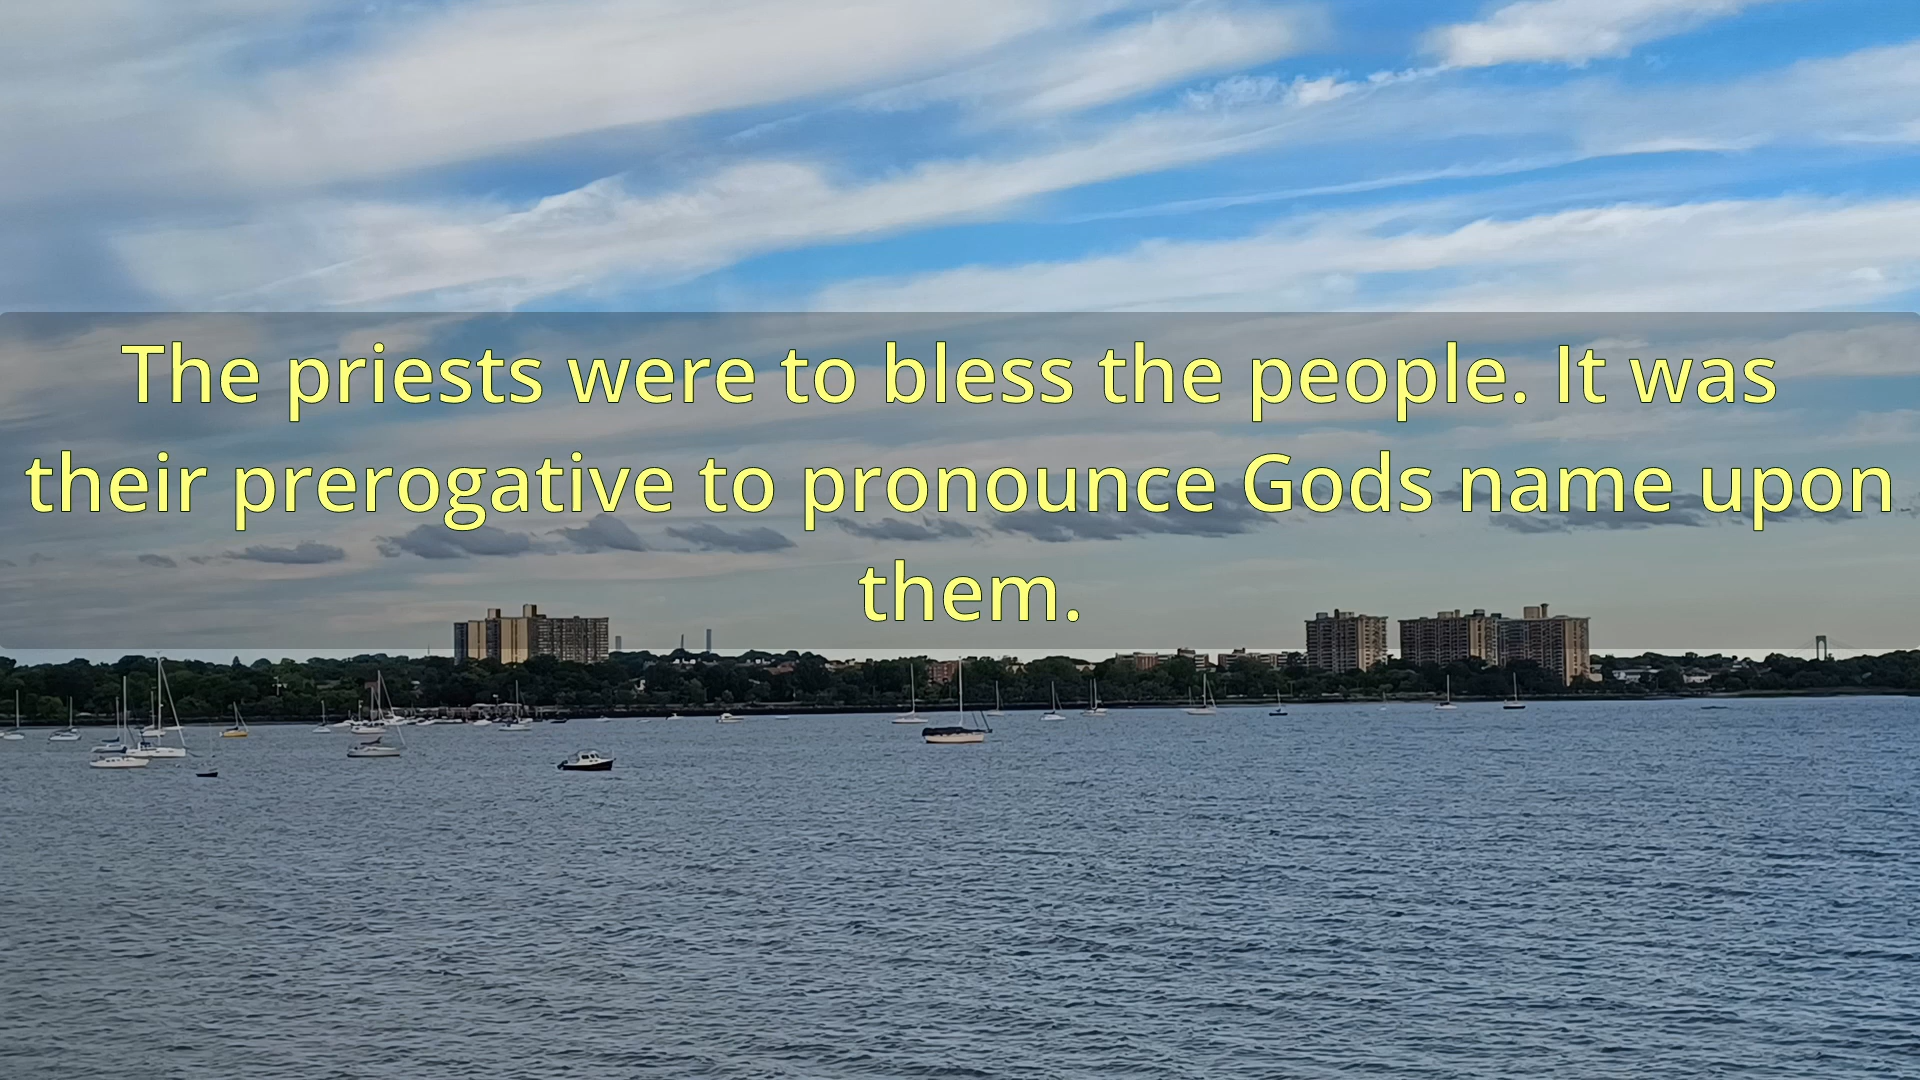 The priests were to bless the people. It was
their prerogative to pronounce Gods name upon
them.